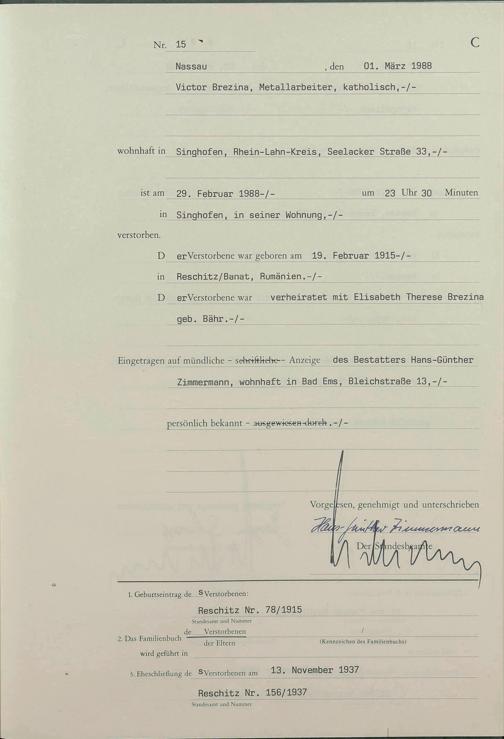 Nr. 15 C
Nassau , den 01. März 1988
Victor Brezina, Metallarbeiter, katholisch,-/-
wohnhaft in Singhofen, Rhein-Lahn-Kreis, Seelacker Straße 33,-/-
ist am 29. Februar 1988-/- um 23 Uhr 30 Minuten
in Singhofen, in seiner Wohnung,-/-
verstorben.
D er Verstorbene war geboren am 19. Februar 1915-/-
in Reschitz/Banat, Rumänien.-/-
D er Verstorbene war verheiratet mit Elisabeth Therese Brezina
geb. Bähr.-/-
Eingetragen auf mündliche - schriftliche - Anzeige des Bestatters Hans-Günther
Zimmermann, wohnhaft in Bad Ems, Bleichstraße 13,-/-
persönlich bekannt - ausgewiesen durch .-/-
Vorgelesen, genehmigt und unterschrieben
Hans-Günther Zimmermann
Der Standesbeamte
1. Geburtseintrag de s Verstorbenen:
Reschitz Nr. 78/1915
Standesamt und Nummer
2. Das Familienbuch de Verstorbenen /
der Eltern (Kennzeichen des Familienbuchs)
wird geführt in
3. Eheschließung de s Verstorbenen am 13. November 1937
Reschitz Nr. 156/1937
Standesamt und Nummer